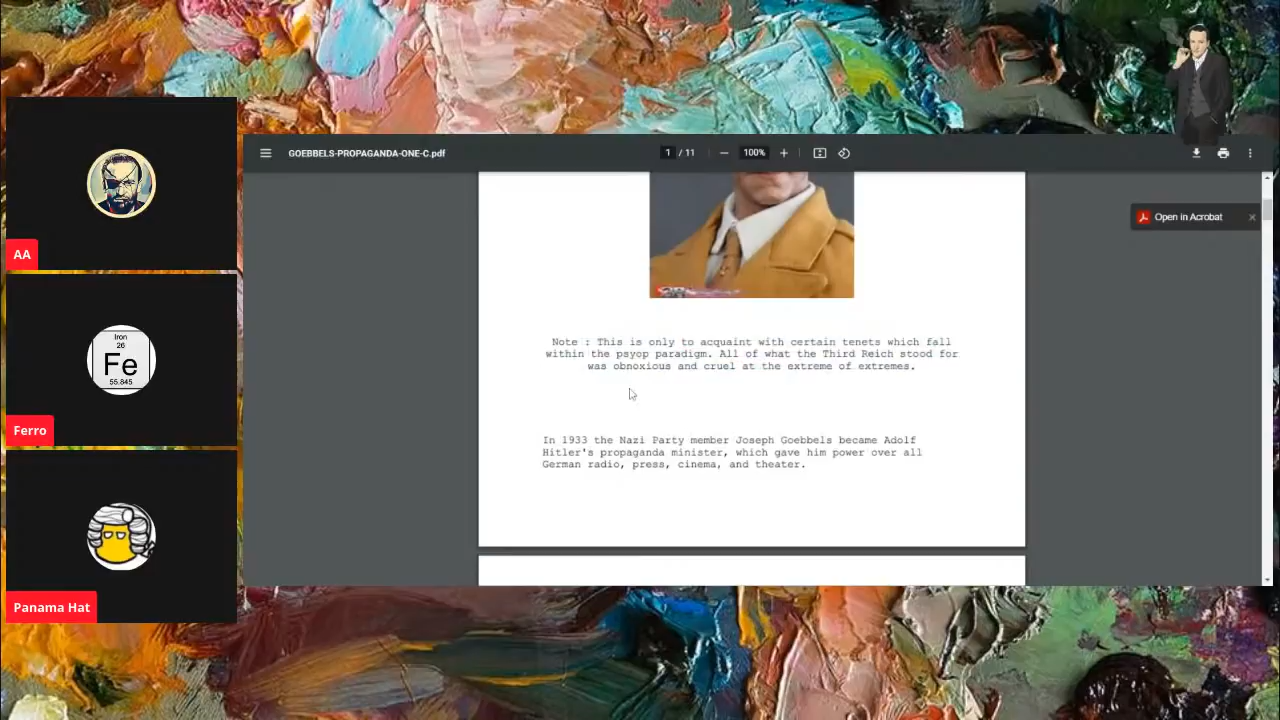 GOEBBELS-PROPAGANDA-ONE-C.pdf
1 / 11
100%
Open in Acrobat
Iron
26
Fe
55.845
AA
Ferro
Panama Hat
Note : This is only to acquaint with certain tenets which fall
within the psyop paradigm. All of what the Third Reich stood for
was obnoxious and cruel at the extreme of extremes.
In 1933 the Nazi Party member Joseph Goebbels became Adolf
Hitler's propaganda minister, which gave him power over all
German radio, press, cinema, and theater.